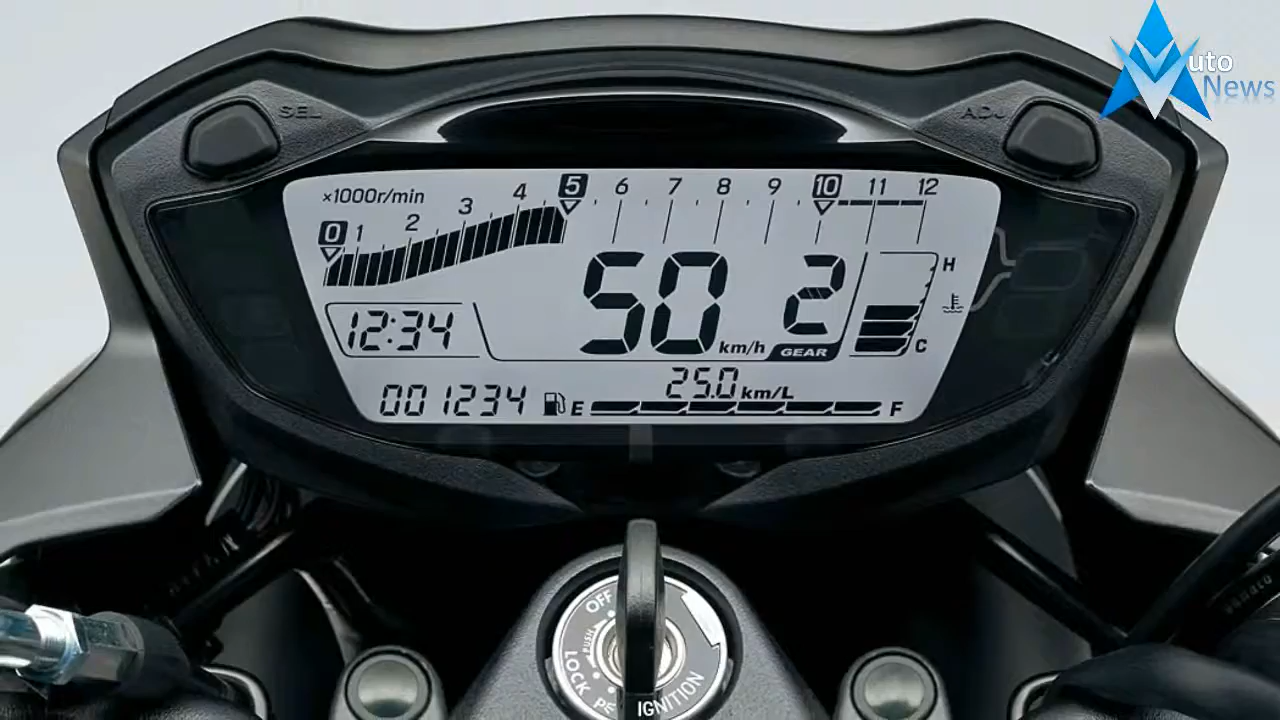 uto
News
SEL
ADJ
×1000r/min
0 1 2 3 4 5 6 7 8 9 10 11 12
50 km/h
2
GEAR
H
C
12:34
25.0 km/L
001234
E F
OFF
PUSH
LOCK
IGNITION